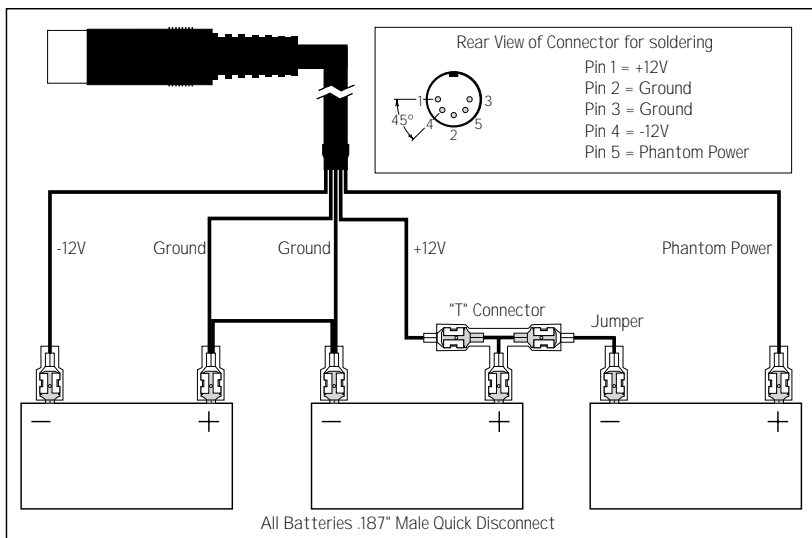 Rear View of Connector for soldering
Pin 1 = +12V
Pin 2 = Ground
Pin 3 = Ground
Pin 4 = -12V
Pin 5 = Phantom Power
1
3
45º
4
5
2
-12V
Ground
Ground
+12V
Phantom Power
"T" Connector
Jumper
− +
− +
− +
All Batteries .187" Male Quick Disconnect